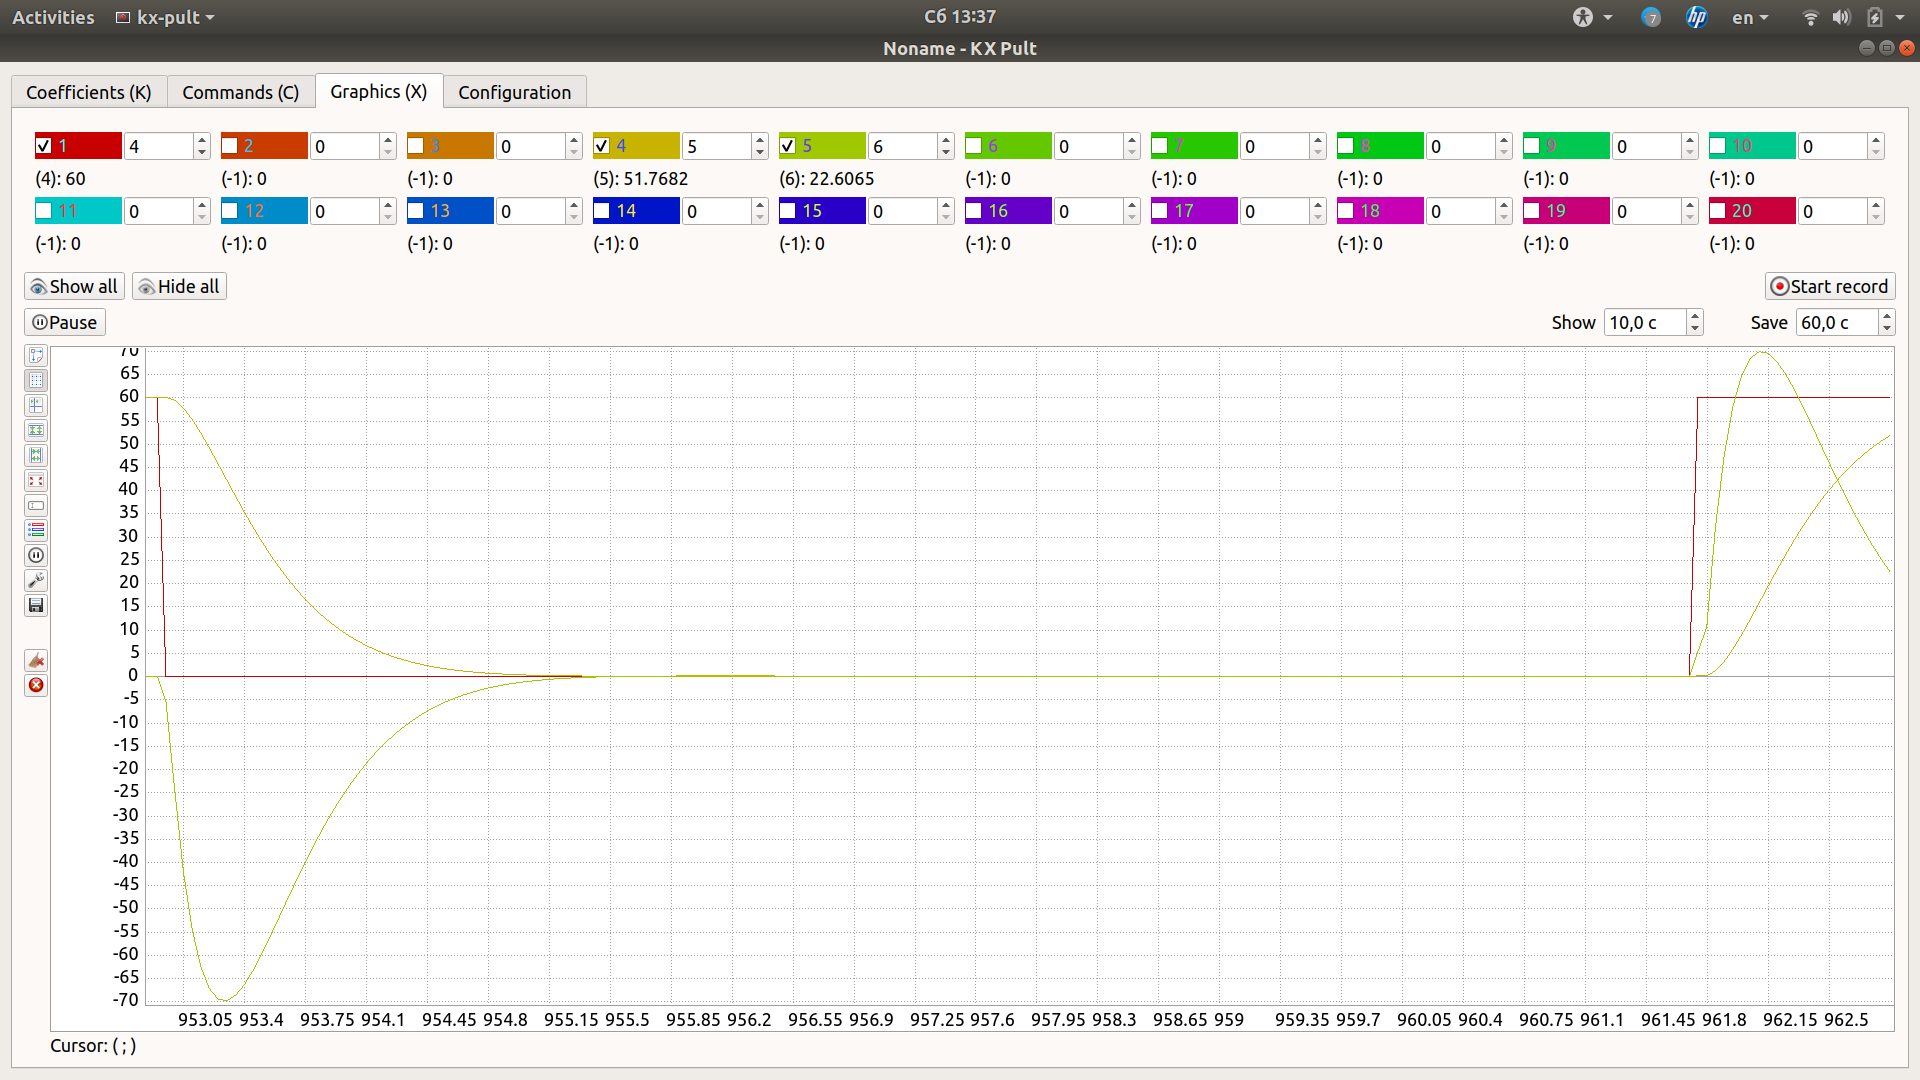 Activities kx-pult Сб 13:37 7 hp en
Noname - KX Pult
Coefficients (K) Commands (C) Graphics (X) Configuration
1 4 2 0 3 0 4 5 5 6 6 0 7 0 8 0 9 0 10 0
(4): 60 (-1): 0 (-1): 0 (5): 51.7682 (6): 22.6065 (-1): 0 (-1): 0 (-1): 0 (-1): 0 (-1): 0
11 0 12 0 13 0 14 0 15 0 16 0 17 0 18 0 19 0 20 0
(-1): 0 (-1): 0 (-1): 0 (-1): 0 (-1): 0 (-1): 0 (-1): 0 (-1): 0 (-1): 0 (-1): 0
Show all Hide all Start record
Pause Show 10,0 c Save 60,0 c
70
65
60
55
50
45
40
35
30
25
20
15
10
5
0
-5
-10
-15
-20
-25
-30
-35
-40
-45
-50
-55
-60
-65
-70
953.05 953.4 953.75 954.1 954.45 954.8 955.15 955.5 955.85 956.2 956.55 956.9 957.25 957.6 957.95 958.3 958.65 959 959.35 959.7 960.05 960.4 960.75 961.1 961.45 961.8 962.15 962.5
Cursor: ( ; )